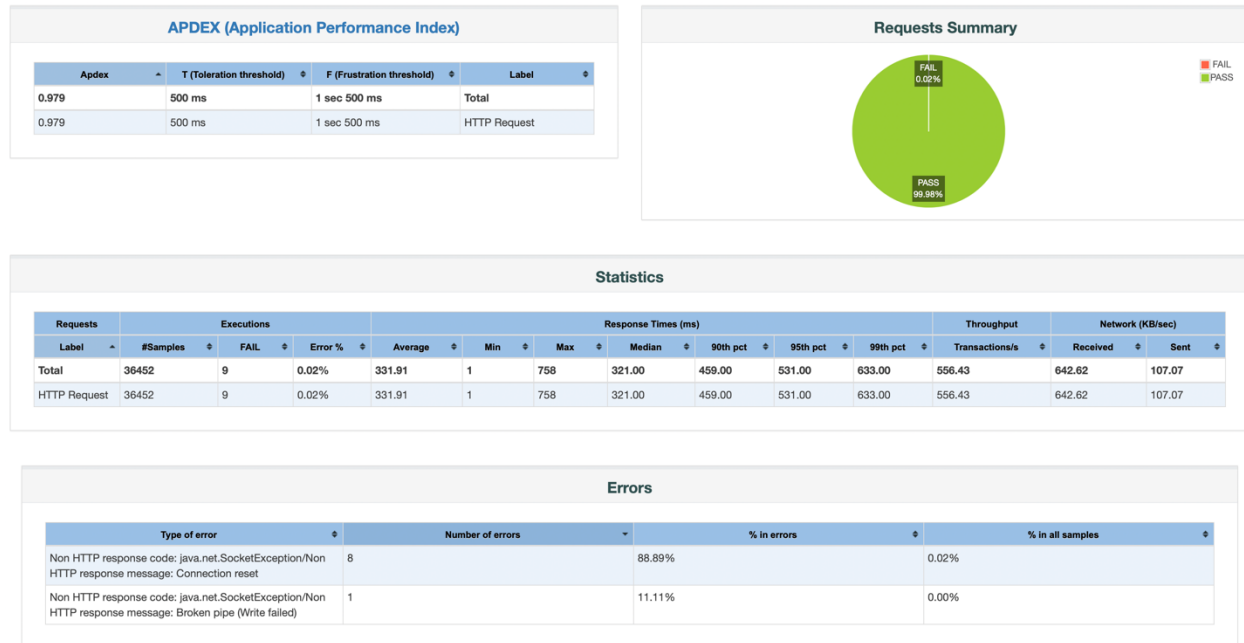 APDEX (Application Performance Index)
Apdex T (Toleration threshold) F (Frustration threshold) Label
0.979 500 ms 1 sec 500 ms Total
0.979 500 ms 1 sec 500 ms HTTP Request
Requests Summary
FAIL
0.02%
PASS
99.98%
FAIL
PASS
Statistics
Requests Executions Response Times (ms) Throughput Network (KB/sec)
Label #Samples FAIL Error % Average Min Max Median 90th pct 95th pct 99th pct Transactions/s Received Sent
Total 36452 9 0.02% 331.91 1 758 321.00 459.00 531.00 633.00 556.43 642.62 107.07
HTTP Request 36452 9 0.02% 331.91 1 758 321.00 459.00 531.00 633.00 556.43 642.62 107.07
Errors
Type of error Number of errors % in errors % in all samples
Non HTTP response code: java.net.SocketException/Non 8 88.89% 0.02%
HTTP response message: Connection reset
Non HTTP response code: java.net.SocketException/Non 1 11.11% 0.00%
HTTP response message: Broken pipe (Write failed)